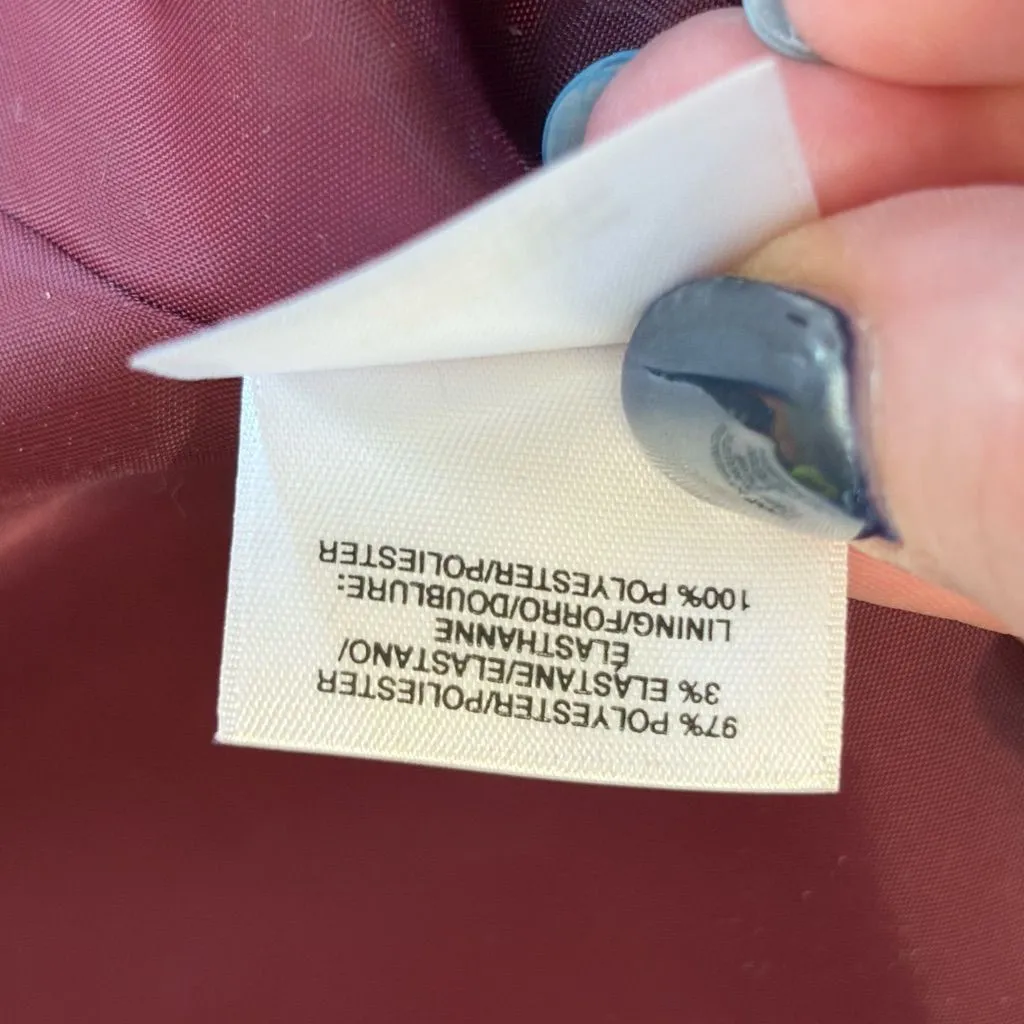 97% POLYESTER/POLIESTER
3% ELASTANE/ELASTANO/
ÉLASTHANNE
LINING/FORRO/DOUBLURE:
100% POLYESTER/POLIESTER